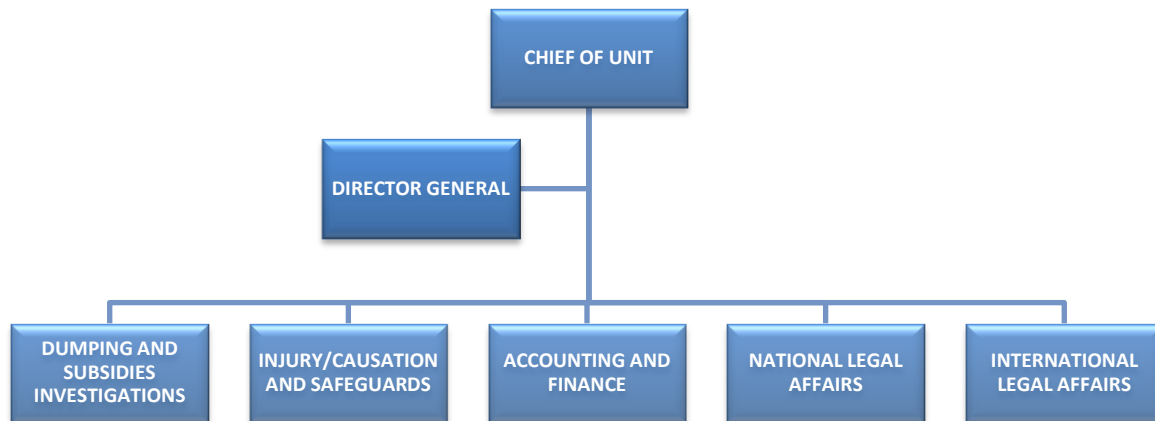 CHIEF OF UNIT
DIRECTOR GENERAL
DUMPING AND
SUBSIDIES
INVESTIGATIONS
INJURY/CAUSATION
AND SAFEGUARDS
ACCOUNTING AND
FINANCE
NATIONAL LEGAL
AFFAIRS
INTERNATIONAL
LEGAL AFFAIRS